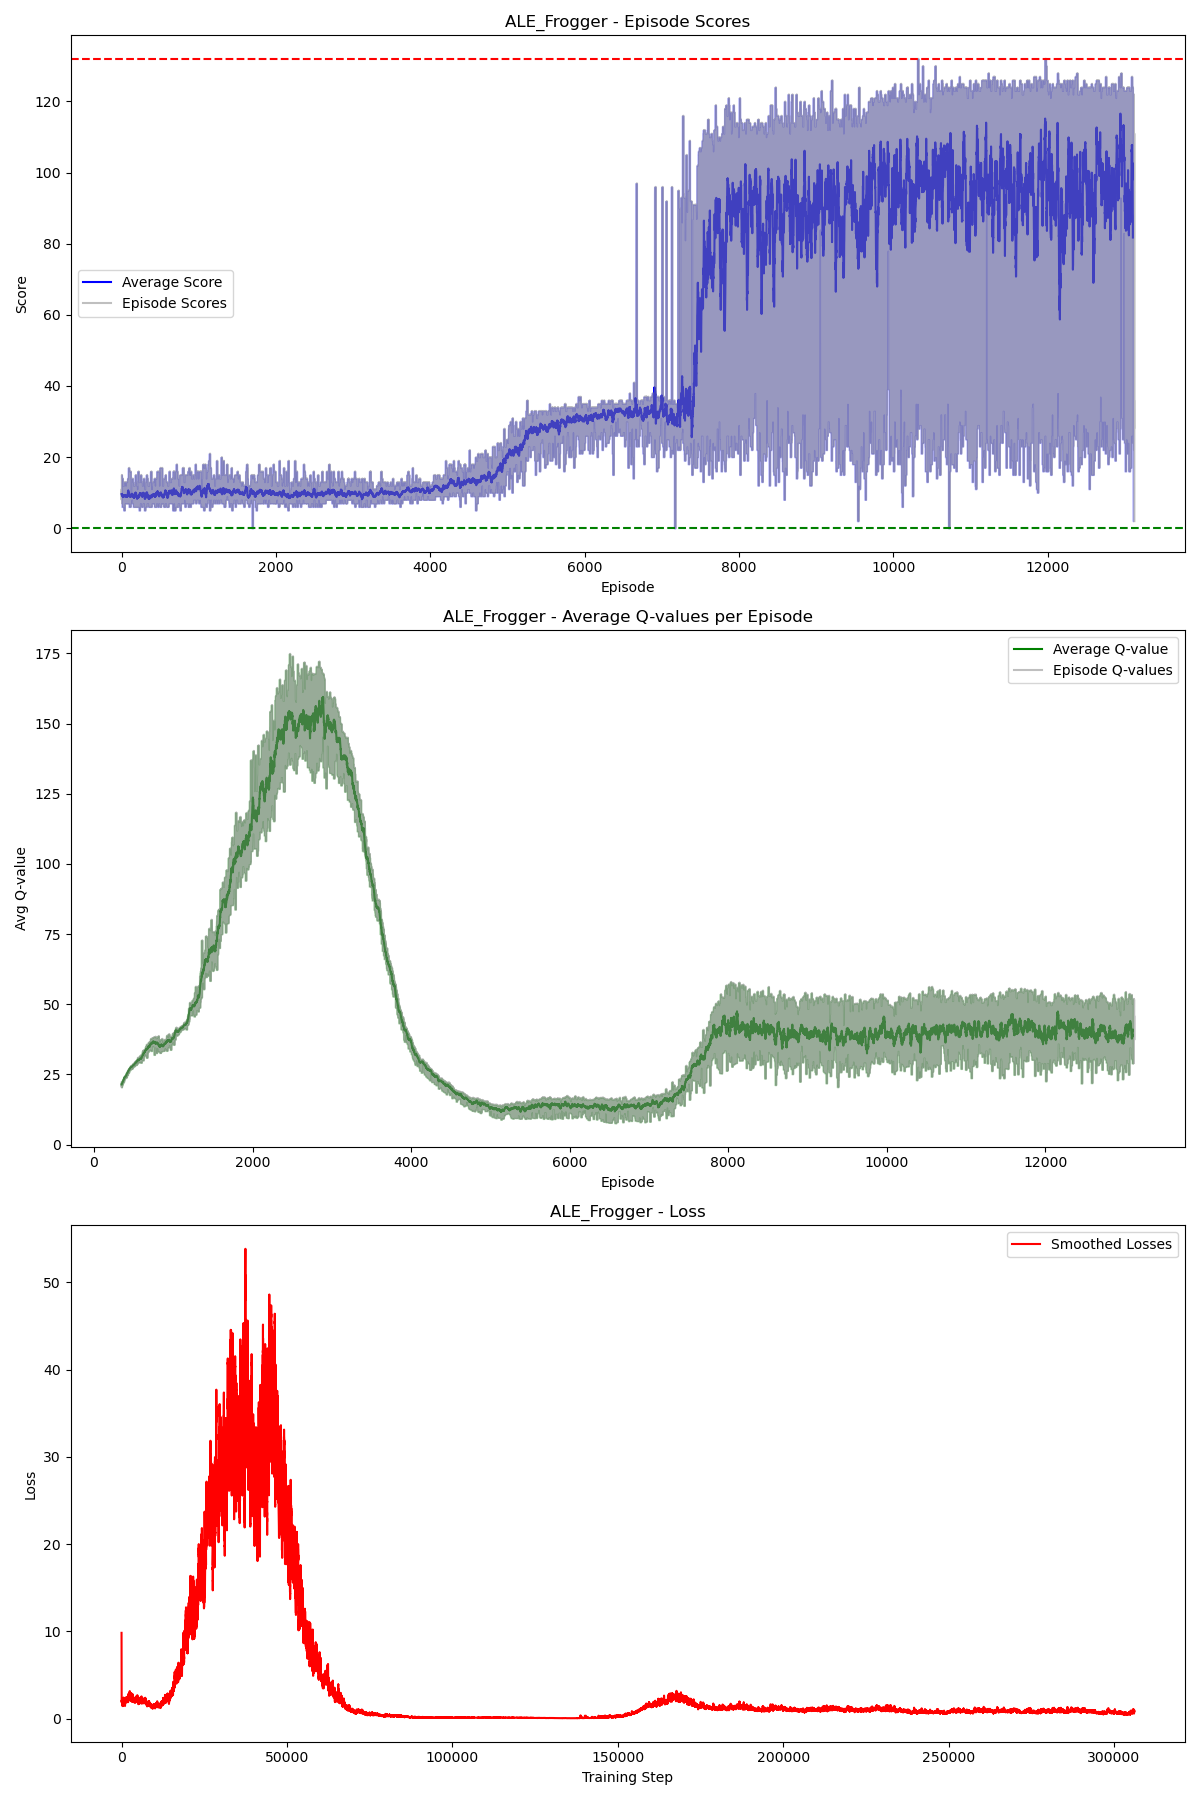 ALE_Frogger - Episode Scores
120
100
80
60
40
20
0
Score
Average Score
Episode Scores
0 2000 4000 6000 8000 10000 12000
Episode
ALE_Frogger - Average Q-values per Episode
175
150
125
100
75
50
25
0
Avg Q-value
Average Q-value
Episode Q-values
0 2000 4000 6000 8000 10000 12000
Episode
ALE_Frogger - Loss
50
40
30
20
10
0
Loss
Smoothed Losses
0 50000 100000 150000 200000 250000 300000
Training Step